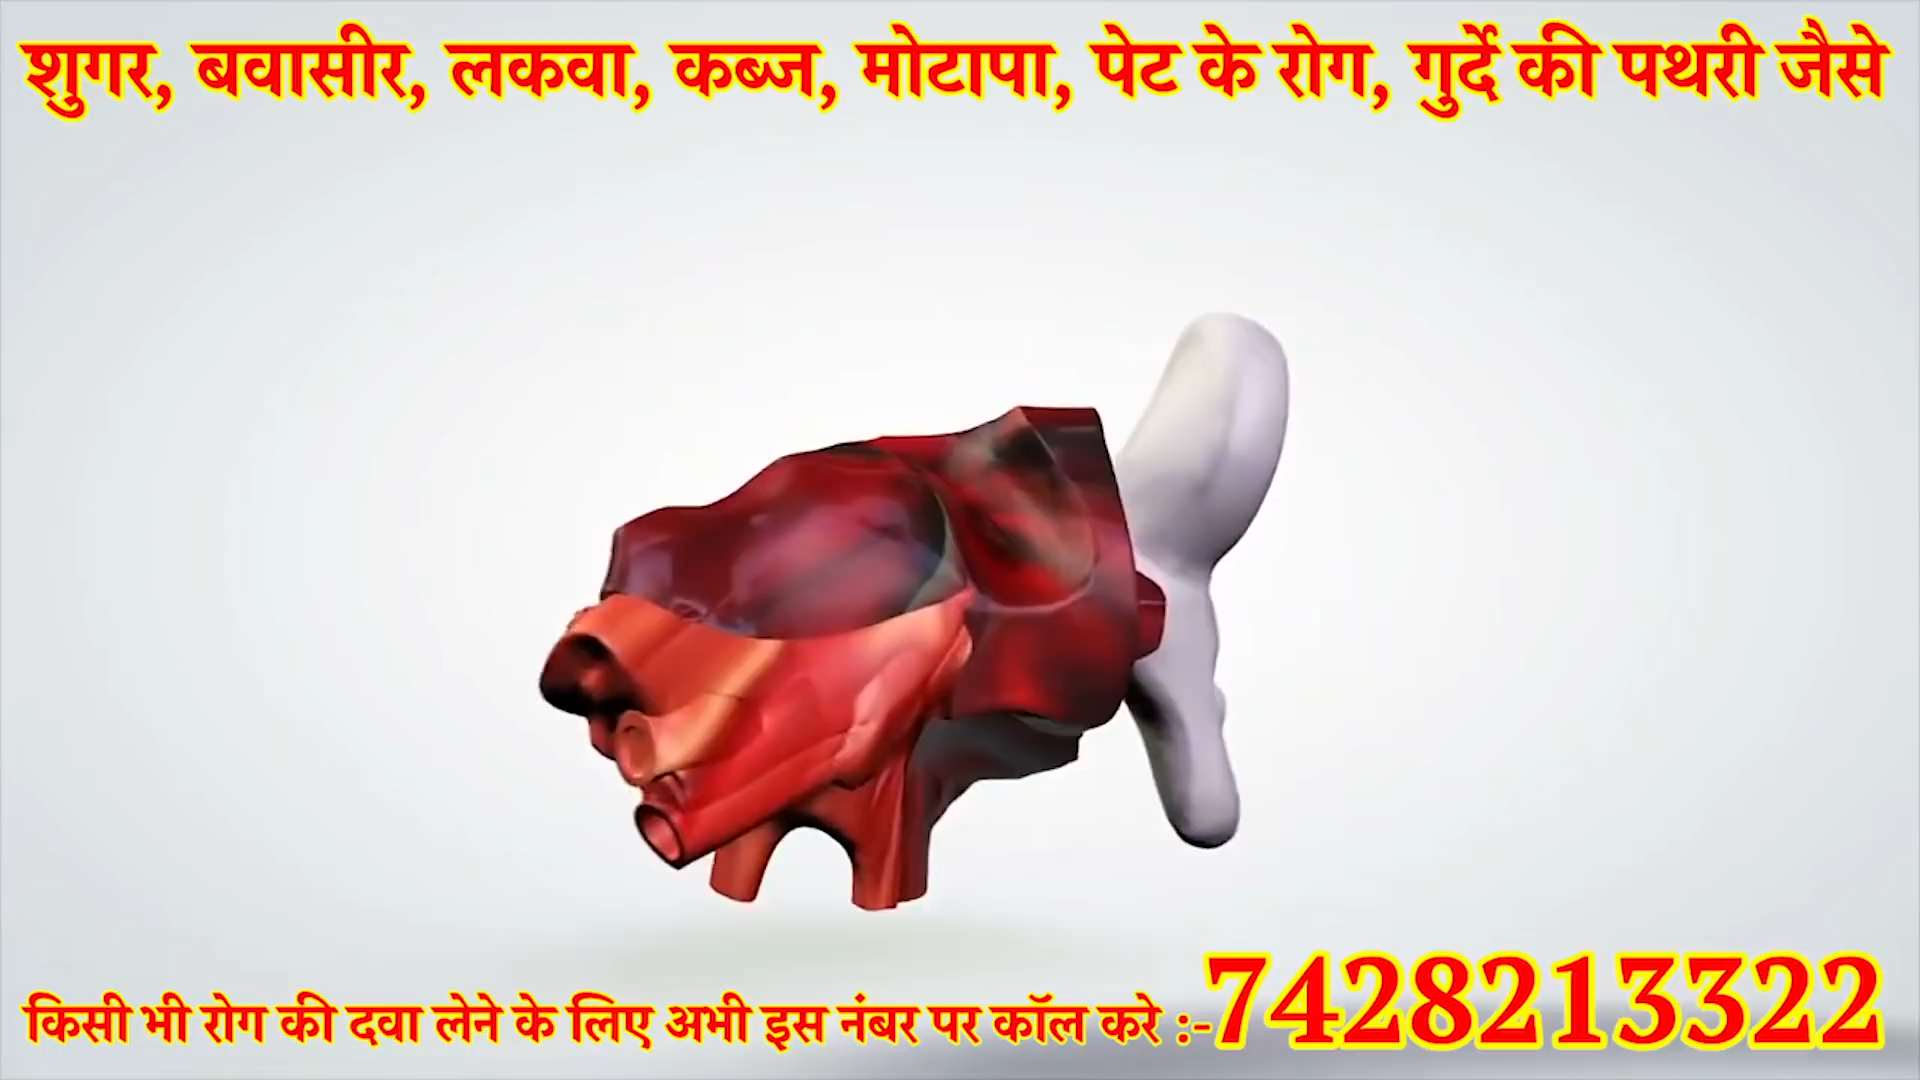 शुगर, बवासीर, लकवा, कब्ज, मोटापा, पेट के रोग, गुर्दे की पथरी जैसे
किसी भी रोग की दवा लेने के लिए अभी इस नंबर पर कॉल करे :-7428213322